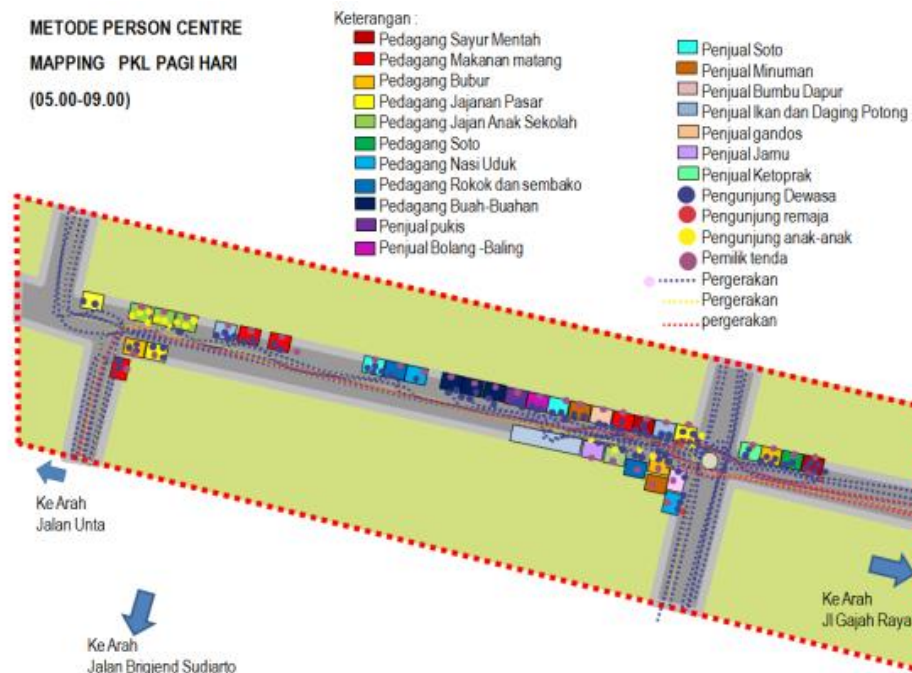 METODE PERSON CENTRE
MAPPING PKL PAGI HARI
(05.00-09.00)
Keterangan :
Pedagang Sayur Mentah
Pedagang Makanan matang
Pedagang Bubur
Pedagang Jajanan Pasar
Pedagang Jajan Anak Sekolah
Pedagang Soto
Pedagang Nasi Uduk
Pedagang Rokok dan sembako
Pedagang Buah-Buahan
Penjual pukis
Penjual Bolang -Baling
Penjual Soto
Penjual Minuman
Penjual Bumbu Dapur
Penjual Ikan dan Daging Potong
Penjual gandos
Penjual Jamu
Penjual Ketoprak
Pengunjung Dewasa
Pengunjung remaja
Pengunjung anak-anak
Pemilik tenda
Pergerakan
Pergerakan
pergerakan
Ke Arah
Jalan Unta
Ke Arah
Jalan Brigjend Sudiarto
Ke Arah
Jl Gajah Raya